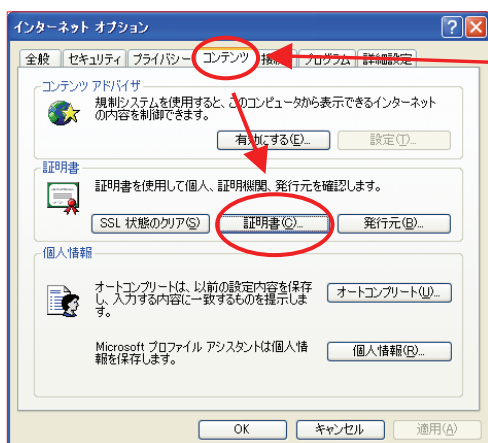 インターネット オプション
全般 セキュリティ プライバシー コンテンツ 接続 プログラム 詳細設定
コンテンツ アドバイザ
規制システムを使用すると、このコンピュータから表示できるインターネット
の内容を制御できます。
有効にする(E)... 設定(T)...
証明書
証明書を使用して個人、証明機関、発行元を確認します。
SSL 状態のクリア(S) 証明書(C)... 発行元(B)...
個人情報
オートコンプリートは、以前の設定内容を保存
し、入力する内容に一致するものを提示しま
す。
オートコンプリート(U)...
Microsoft プロファイル アシスタントは個人情
報を保存します。
個人情報(R)...
OK キャンセル 適用(A)